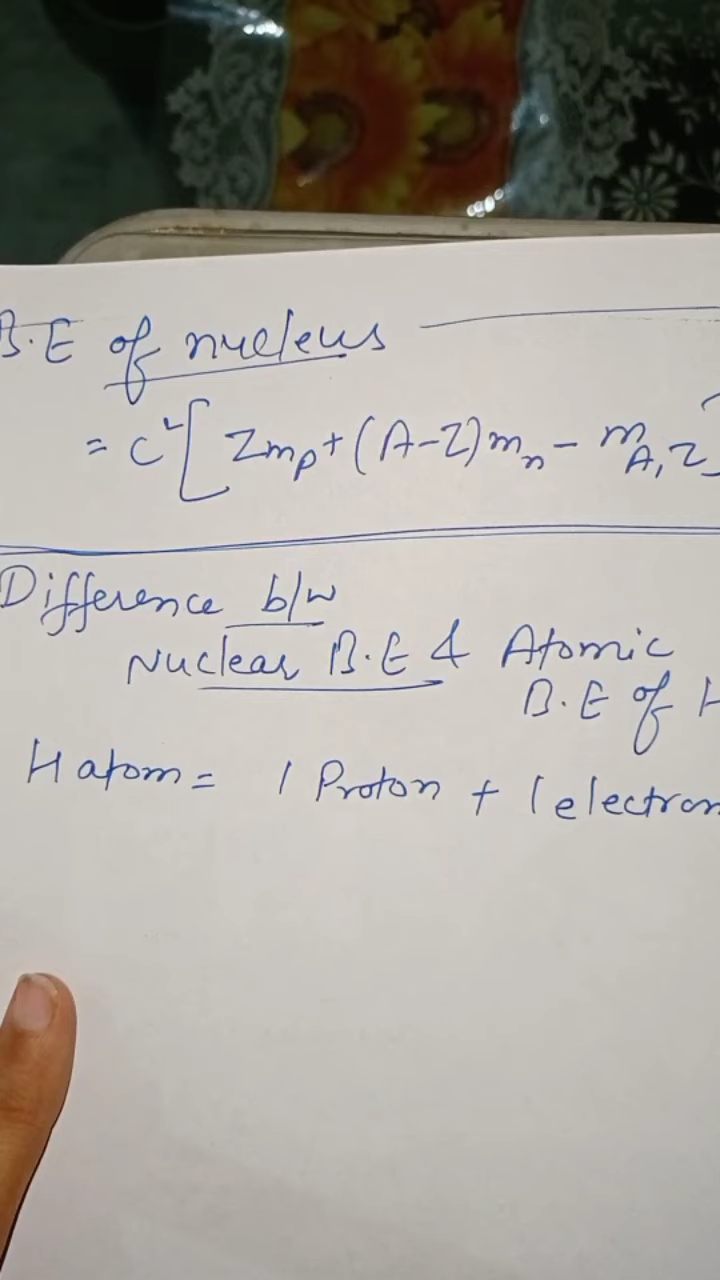 B.E of nucleus
= c²[Zmp+(A-Z)mn- mA,Z]
Difference b/w
Nuclear B.E & Atomic
B.E of H
H atom = 1 Proton + 1 electron